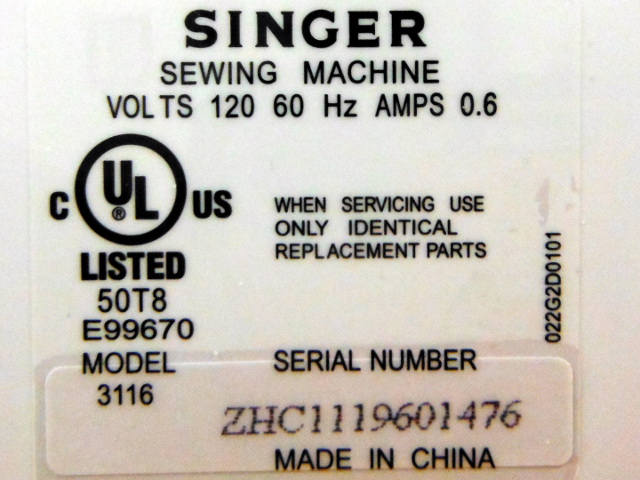 SINGER
SEWING MACHINE
VOLTS 120 60 Hz AMPS 0.6
C UL ® US
LISTED
50T8
E99670
WHEN SERVICING USE
ONLY IDENTICAL
REPLACEMENT PARTS
022G2D0101
MODEL
3116
SERIAL NUMBER
ZHC1119601476
MADE IN CHINA